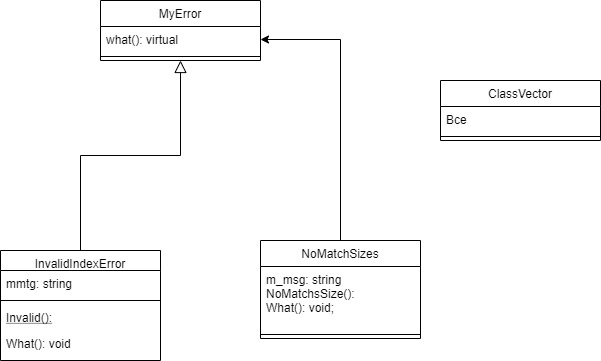 MyError
what(): virtual
ClassVector
Все
InvalidIndexError
mmtg: string
Invalid():
What(): void
NoMatchSizes
m_msg: string
NoMatchsSize():
What(): void;